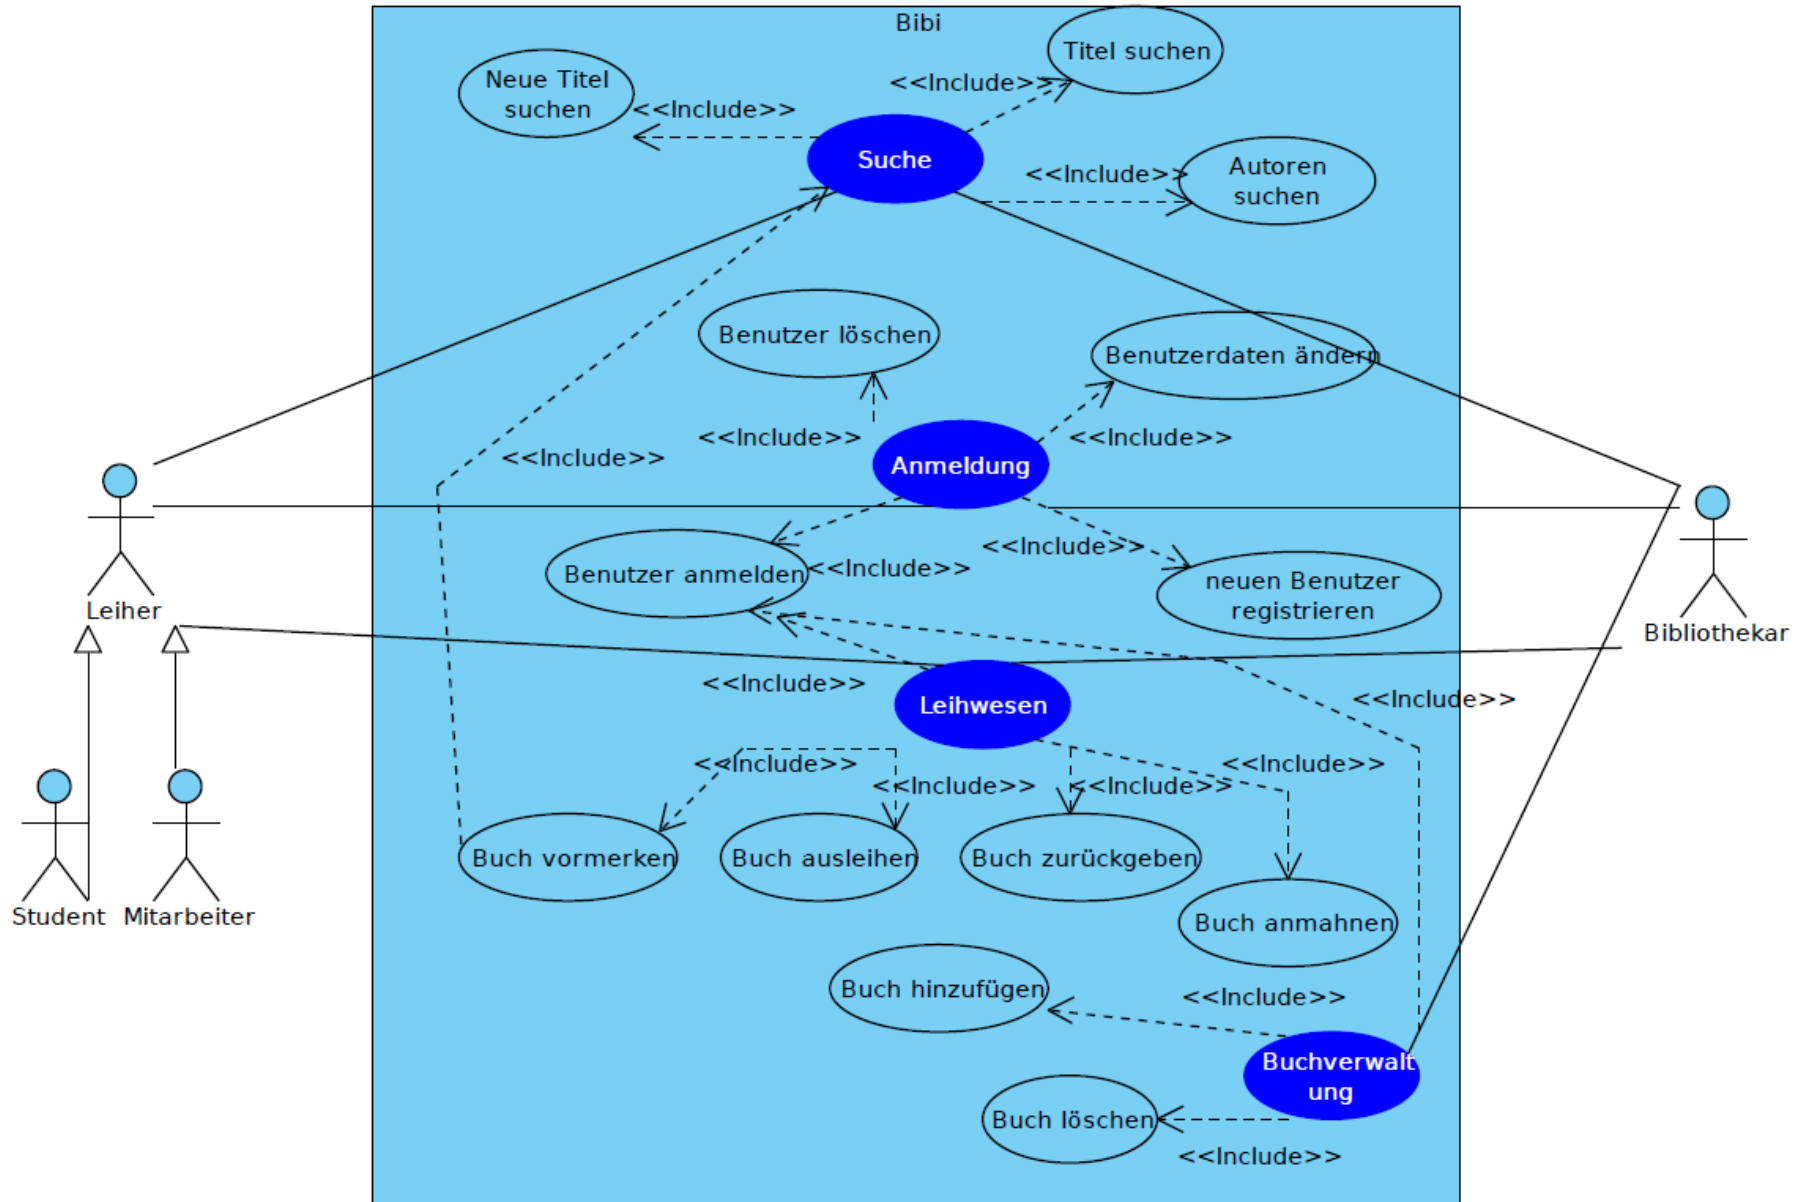 Bibi
Titel suchen
Neue Titel
suchen
<<Include>>
<<Include>>
Suche
<<Include>>
Autoren
suchen
Benutzer löschen
Benutzerdaten ändern
<<Include>>
<<Include>>
<<Include>>
Anmeldung
<<Include>>
Benutzer anmelden
<<Include>>
neuen Benutzer
registrieren
Leiher
Bibliothekar
<<Include>>
Leihwesen
<<Include>>
<<Include>>
<<Include>>
<<Include>>
<<Include>>
Buch vormerken
Buch ausleihen
Buch zurückgeben
Student
Mitarbeiter
Buch anmahnen
Buch hinzufügen
<<Include>>
Buchverwalt
ung
Buch löschen
<<Include>>